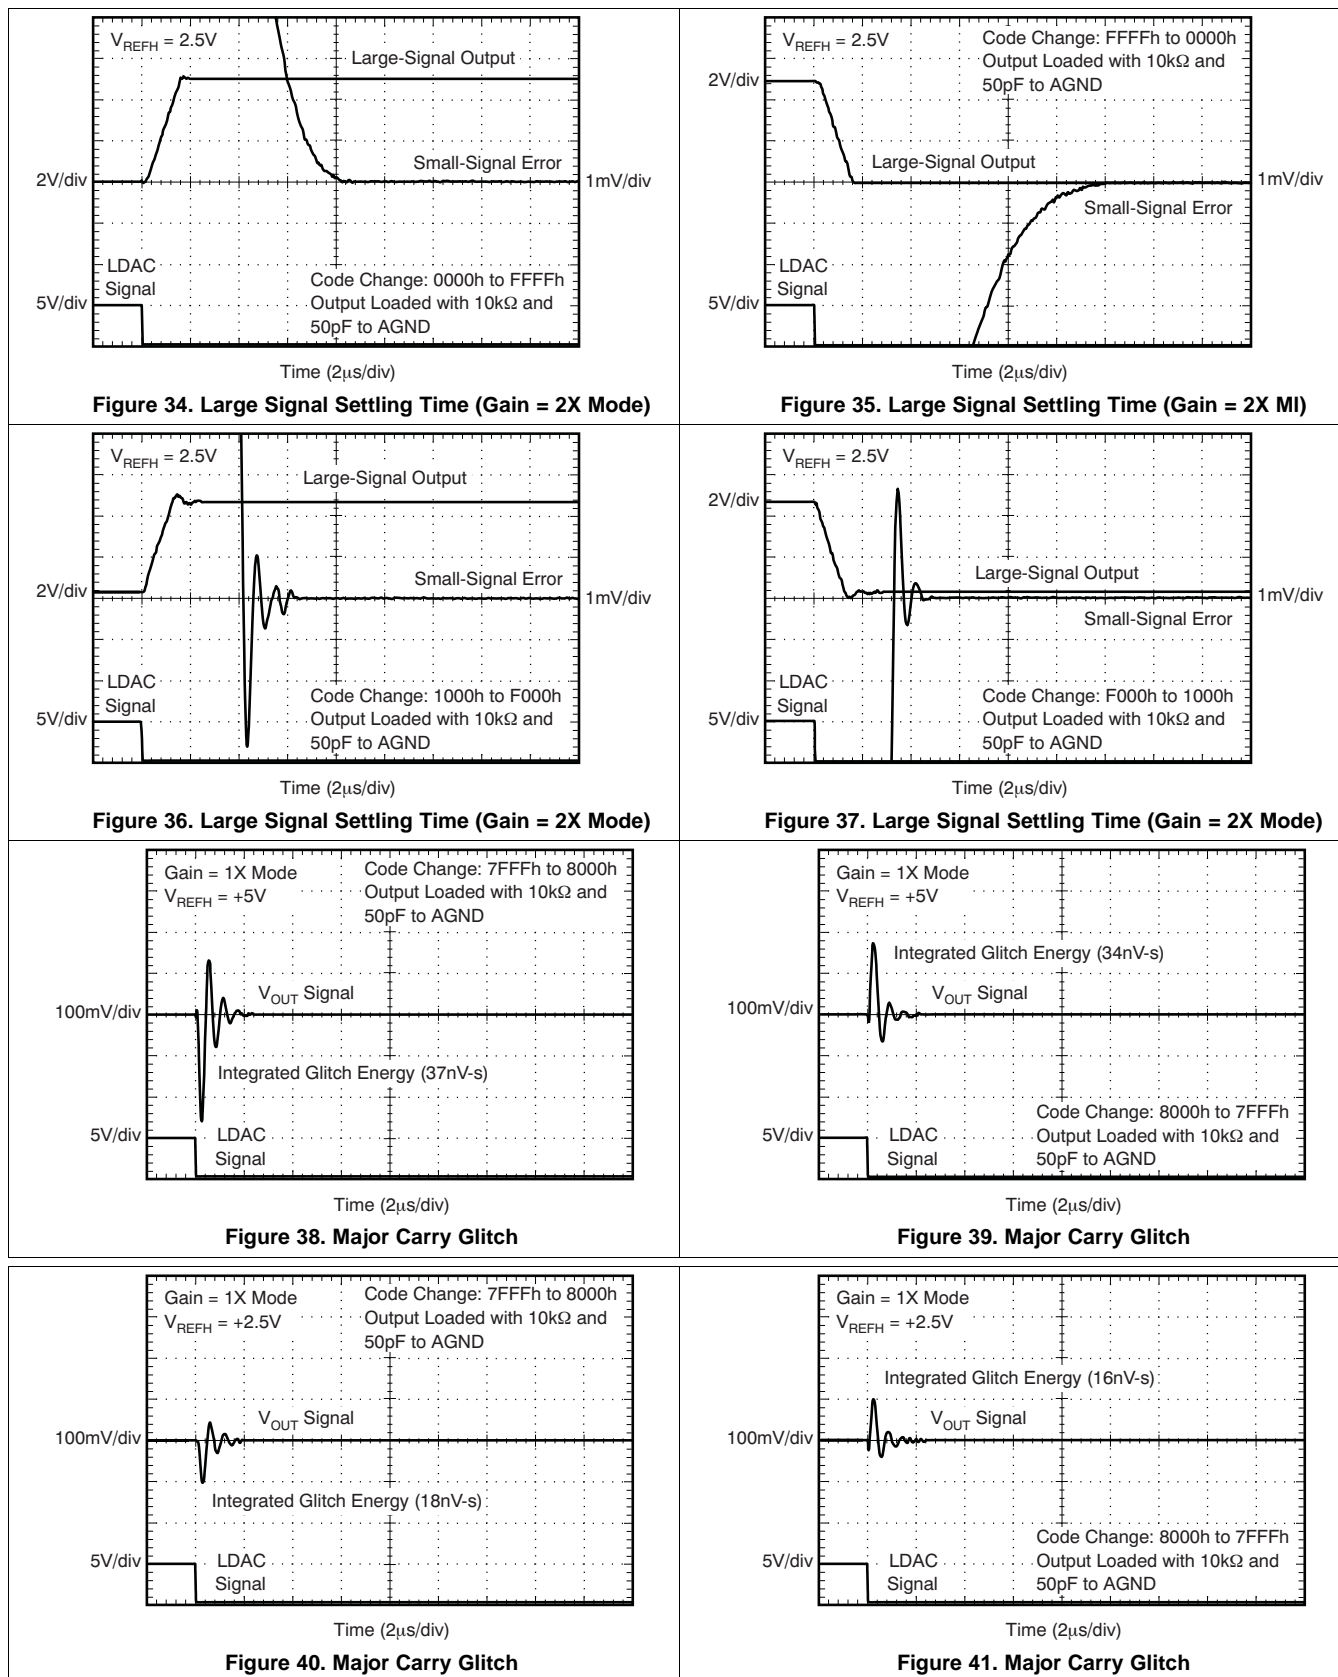 V_REFH = 2.5V
Large-Signal Output
Small-Signal Error
2V/div
1mV/div
LDAC
Signal
5V/div
Code Change: 0000h to FFFFh
Output Loaded with 10kΩ and
50pF to AGND
Time (2μs/div)
Figure 34. Large Signal Settling Time (Gain = 2X Mode)
V_REFH = 2.5V
Code Change: FFFFh to 0000h
Output Loaded with 10kΩ and
50pF to AGND
2V/div
Large-Signal Output
1mV/div
Small-Signal Error
LDAC
Signal
5V/div
Time (2μs/div)
Figure 35. Large Signal Settling Time (Gain = 2X MI)
V_REFH = 2.5V
Large-Signal Output
Small-Signal Error
2V/div
1mV/div
LDAC
Signal
5V/div
Code Change: 1000h to F000h
Output Loaded with 10kΩ and
50pF to AGND
Time (2μs/div)
Figure 36. Large Signal Settling Time (Gain = 2X Mode)
V_REFH = 2.5V
2V/div
Large-Signal Output
1mV/div
Small-Signal Error
LDAC
Signal
5V/div
Code Change: F000h to 1000h
Output Loaded with 10kΩ and
50pF to AGND
Time (2μs/div)
Figure 37. Large Signal Settling Time (Gain = 2X Mode)
Gain = 1X Mode
V_REFH = +5V
Code Change: 7FFFh to 8000h
Output Loaded with 10kΩ and
50pF to AGND
V_OUT Signal
100mV/div
Integrated Glitch Energy (37nV-s)
5V/div
LDAC
Signal
Time (2μs/div)
Figure 38. Major Carry Glitch
Gain = 1X Mode
V_REFH = +5V
Integrated Glitch Energy (34nV-s)
V_OUT Signal
100mV/div
Code Change: 8000h to 7FFFh
Output Loaded with 10kΩ and
50pF to AGND
5V/div
LDAC
Signal
Time (2μs/div)
Figure 39. Major Carry Glitch
Gain = 1X Mode
V_REFH = +2.5V
Code Change: 7FFFh to 8000h
Output Loaded with 10kΩ and
50pF to AGND
V_OUT Signal
100mV/div
Integrated Glitch Energy (18nV-s)
5V/div
LDAC
Signal
Time (2μs/div)
Figure 40. Major Carry Glitch
Gain = 1X Mode
V_REFH = +2.5V
Integrated Glitch Energy (16nV-s)
V_OUT Signal
100mV/div
Code Change: 8000h to 7FFFh
Output Loaded with 10kΩ and
50pF to AGND
5V/div
LDAC
Signal
Time (2μs/div)
Figure 41. Major Carry Glitch